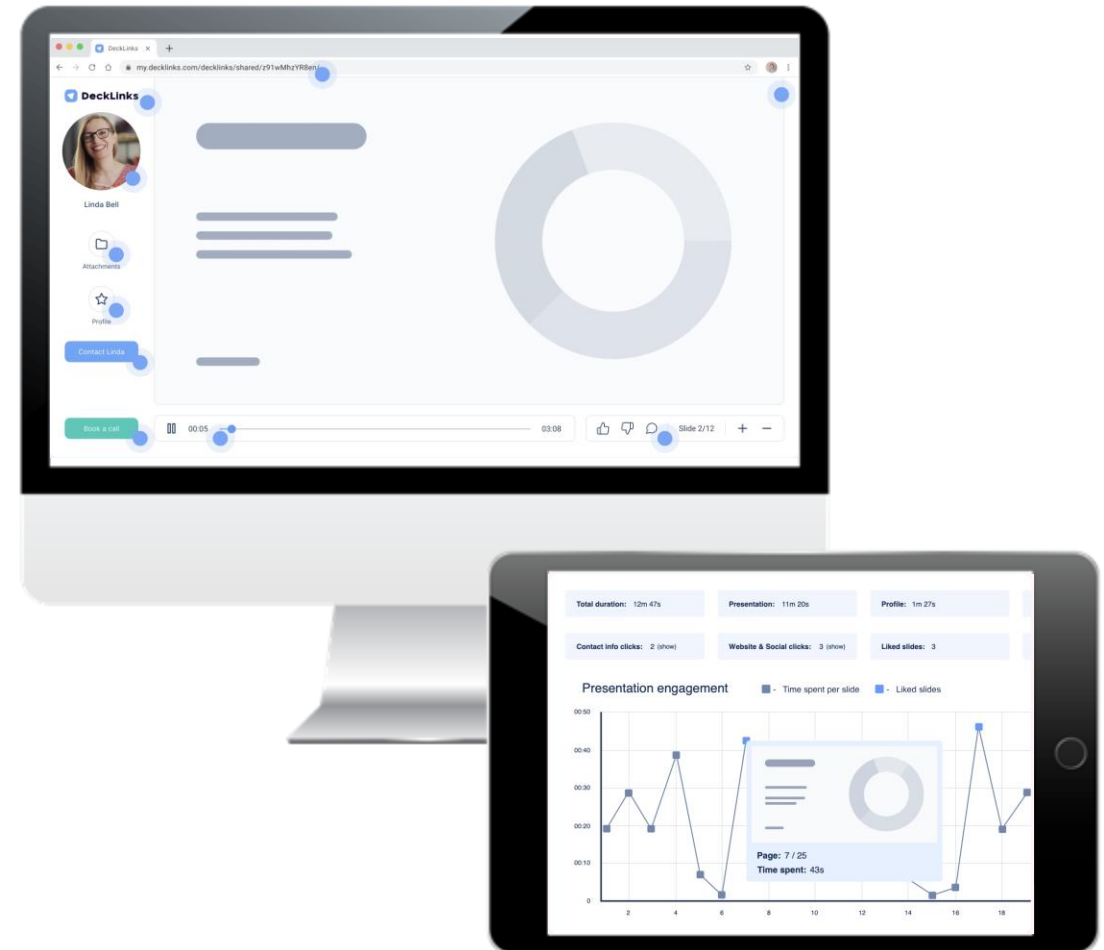 DeckLinks
my.decklinks.com/decklinks/shared/z91wMhzYR8en/
DeckLinks
Linda Bell
Attachments
Profile
Contact Linda
Book a call
00:05
03:08
Slide 2/12
Total duration: 12m 47s
Presentation: 11m 20s
Profile: 1m 27s
Contact info clicks: 2 (show)
Website & Social clicks: 3 (show)
Liked slides: 3
Presentation engagement
- Time spent per slide
- Liked slides
00:50
00:40
00:30
00:20
00:10
0
Page: 7 / 25
Time spent: 43s
2 4 6 8 10 12 14 16 18